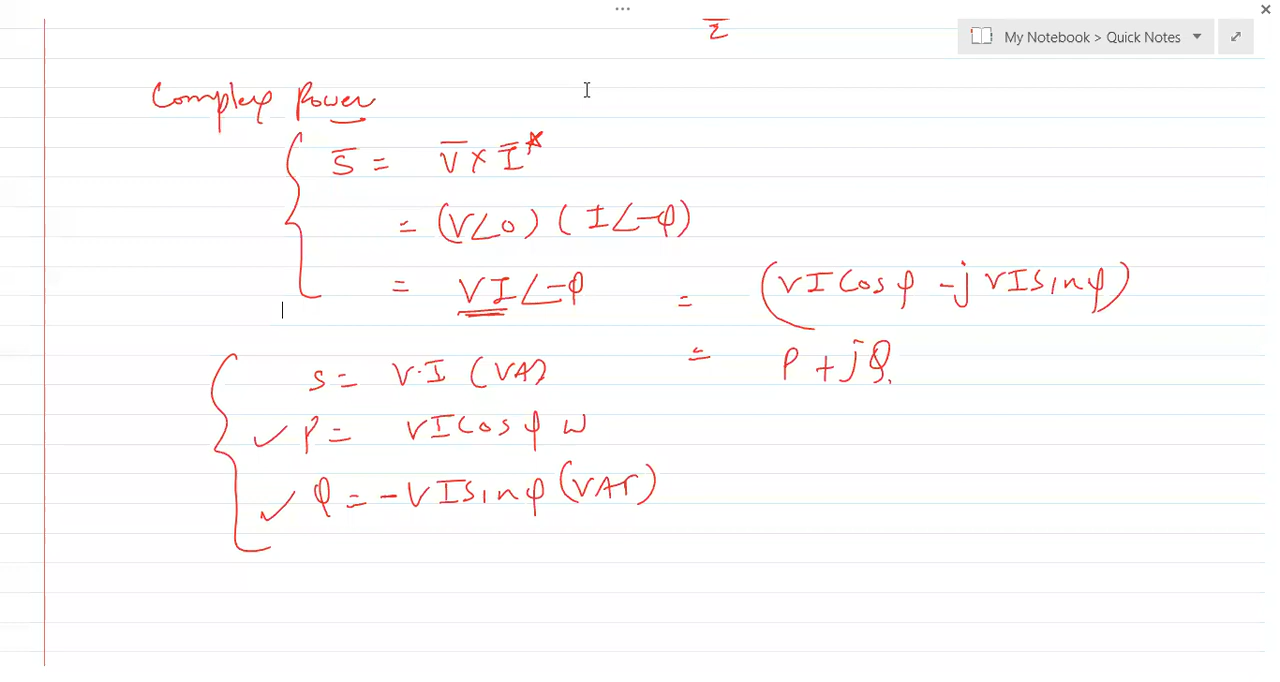 ...
My Notebook > Quick Notes
Z
Complex Power
S̅ = V̅ × I̅*
= (V∠0) ( I∠-φ)
= VI∠-φ = (VI Cos φ - j VI Sin φ)
= P + jQ.
S = V·I (VA)
✓ P = VI Cos φ W
✓ Q = - VI Sin φ (VAr)